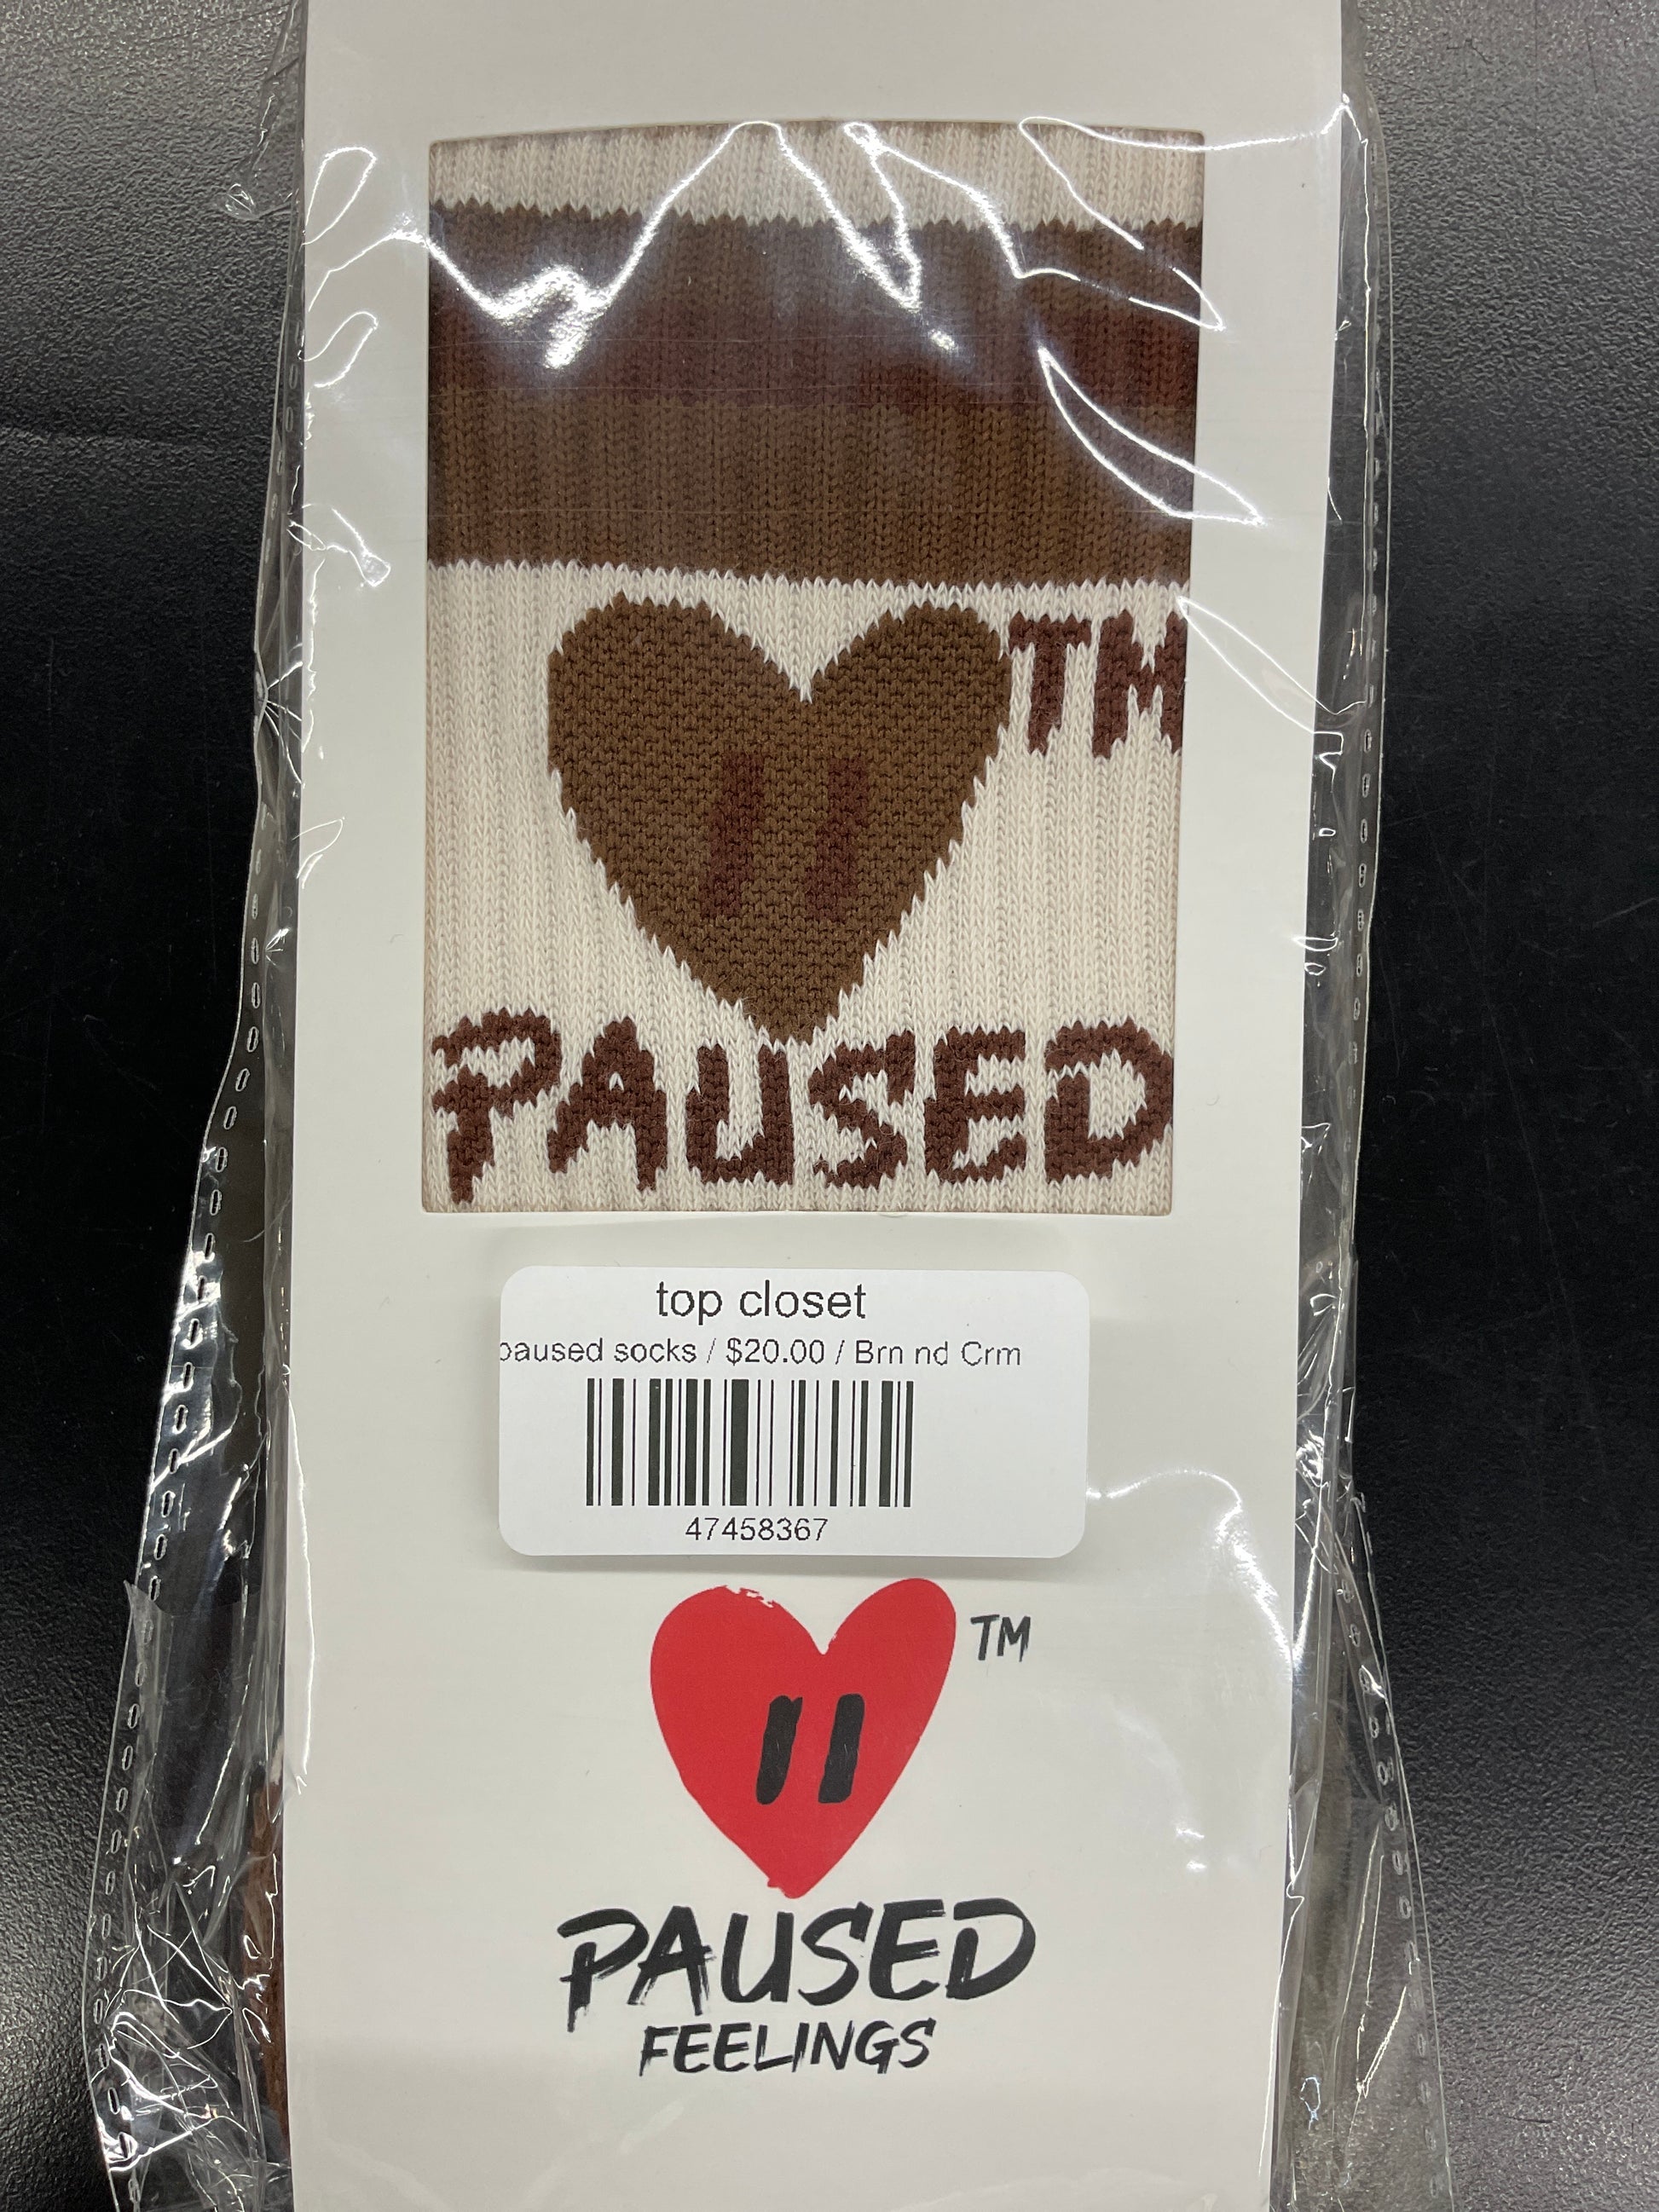 TM
PAUSED
top closet
paused socks / $20.00 / Brn nd Crm
47458367
TM
PAUSED
FEELINGS